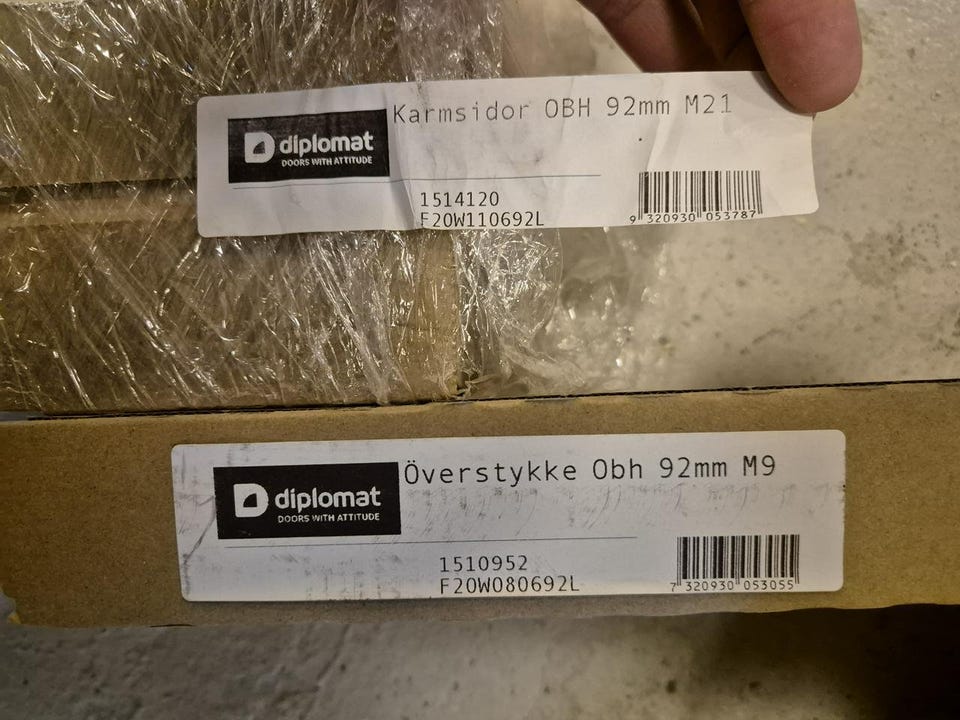 Karmsidor OBH 92mm M21
diplomat
DOORS WITH ATTITUDE
1514120
F20W110692L
9 320930 053787
Överstykke Obh 92mm M9
diplomat
DOORS WITH ATTITUDE
1510952
F20W080692L
7 320930 053055